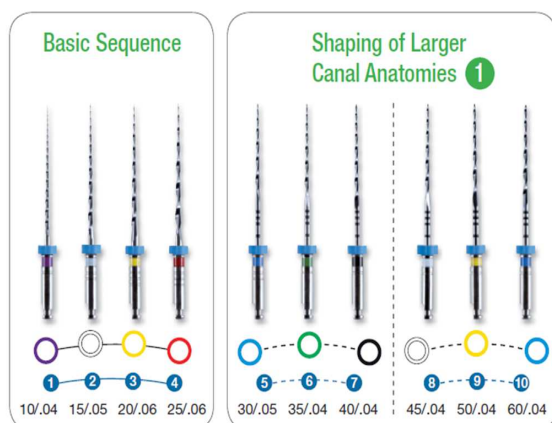 Basic Sequence
Shaping of Larger
Canal Anatomies 1
1 2 3 4
5 6 7
8 9 10
10/.04 15/.05 20/.06 25/.06
30/.05 35/.04 40/.04
45/.04 50/.04 60/.04